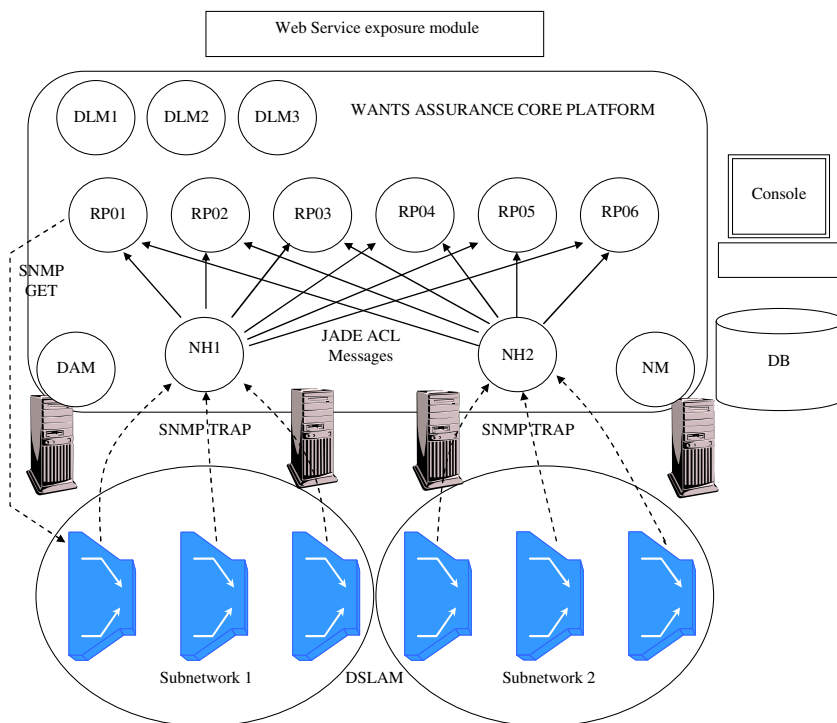 Web Service exposure module
DLM1
DLM2
DLM3
WANTS ASSURANCE CORE PLATFORM
RP01
RP02
RP03
RP04
RP05
RP06
Console
SNMP
GET
NH1
JADE ACL
Messages
NH2
DAM
NM
DB
SNMP TRAP
SNMP TRAP
Subnetwork 1
DSLAM
Subnetwork 2